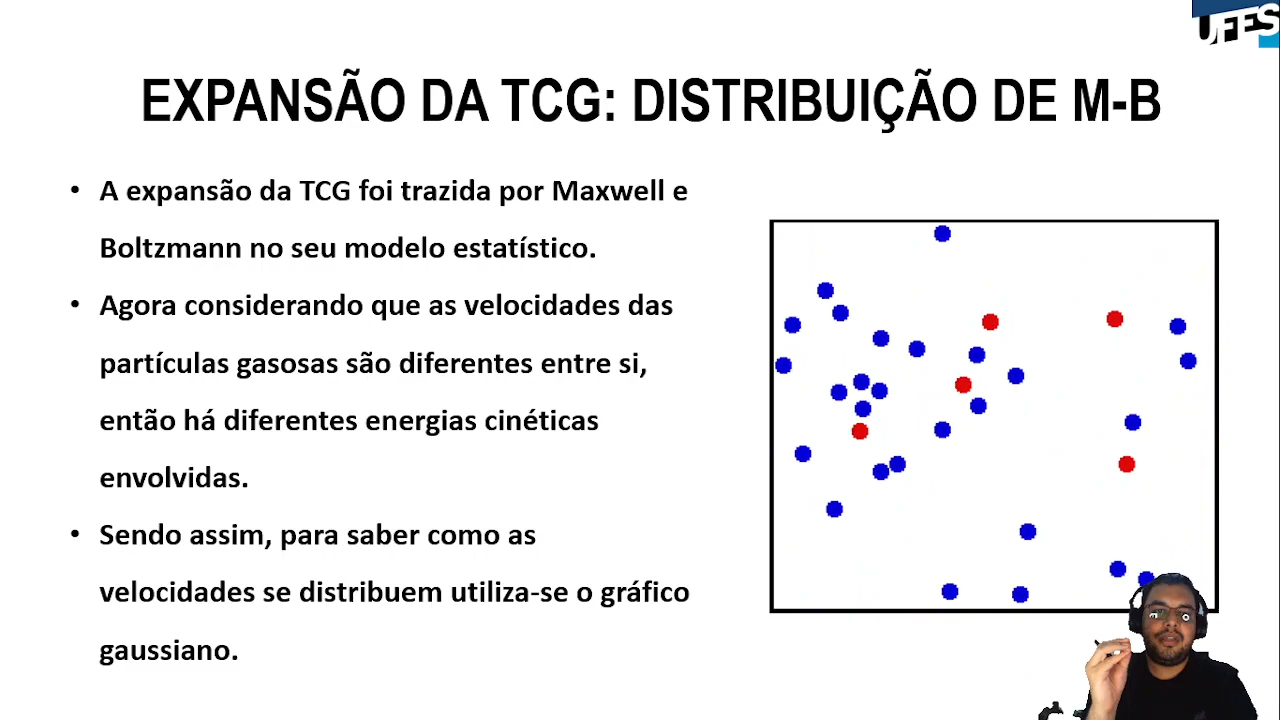 UFES
EXPANSÃO DA TCG: DISTRIBUIÇÃO DE M-B
• A expansão da TCG foi trazida por Maxwell e
Boltzmann no seu modelo estatístico.
• Agora considerando que as velocidades das
partículas gasosas são diferentes entre si,
então há diferentes energias cinéticas
envolvidas.
• Sendo assim, para saber como as
velocidades se distribuem utiliza-se o gráfico
gaussiano.